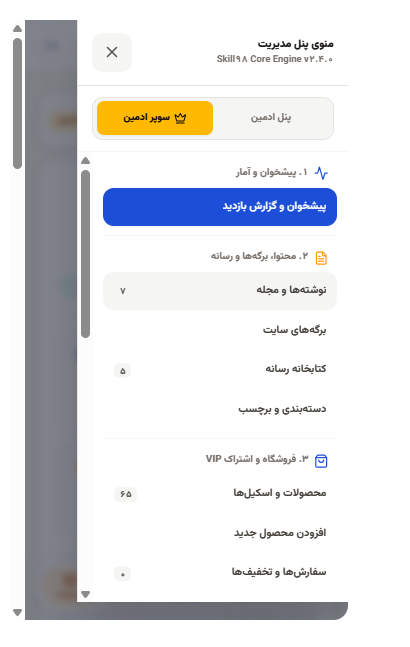 منوی پنل مدیریت
Skill۹۸ Core Engine v۲.۴.۰
پنل ادمین
سوپر ادمین
۱. پیشخوان و آمار
پیشخوان و گزارش بازدید
۲. محتوا، برگه‌ها و رسانه
نوشته‌ها و مجله ۷
برگه‌های سایت
کتابخانه رسانه ۵
دسته‌بندی و برچسب
۳. فروشگاه و اشتراک VIP
محصولات و اسکیل‌ها ۶۵
افزودن محصول جدید
سفارش‌ها و تخفیف‌ها ۰